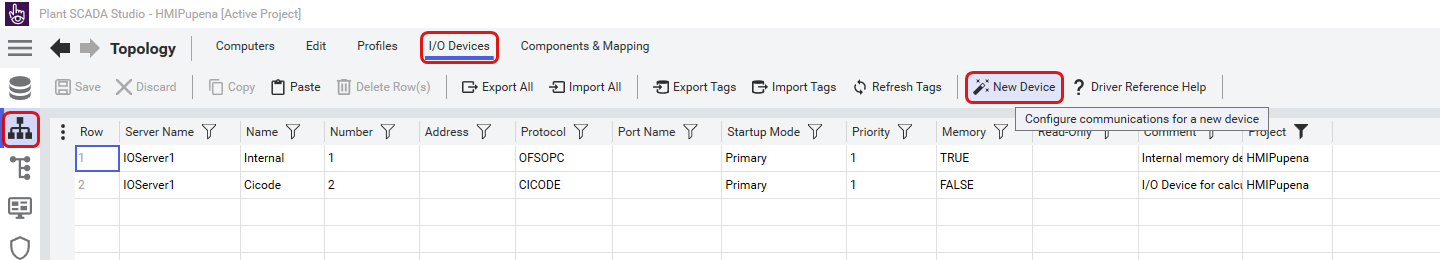 Plant SCADA Studio - HMIPupena [Active Project]
Topology Computers Edit Profiles I/O Devices Components & Mapping
Save Discard Copy Paste Delete Row(s) Export All Import All Export Tags Import Tags Refresh Tags New Device ? Driver Reference Help
Configure communications for a new device
Row Server Name Name Number Address Protocol Port Name Startup Mode Priority Memory Read-Only Comment Project
1 IOServer1 Internal 1 OFSOPC Primary 1 TRUE Internal memory de HMIPupena
2 IOServer1 Cicode 2 CICODE Primary 1 FALSE I/O Device for calcu HMIPupena